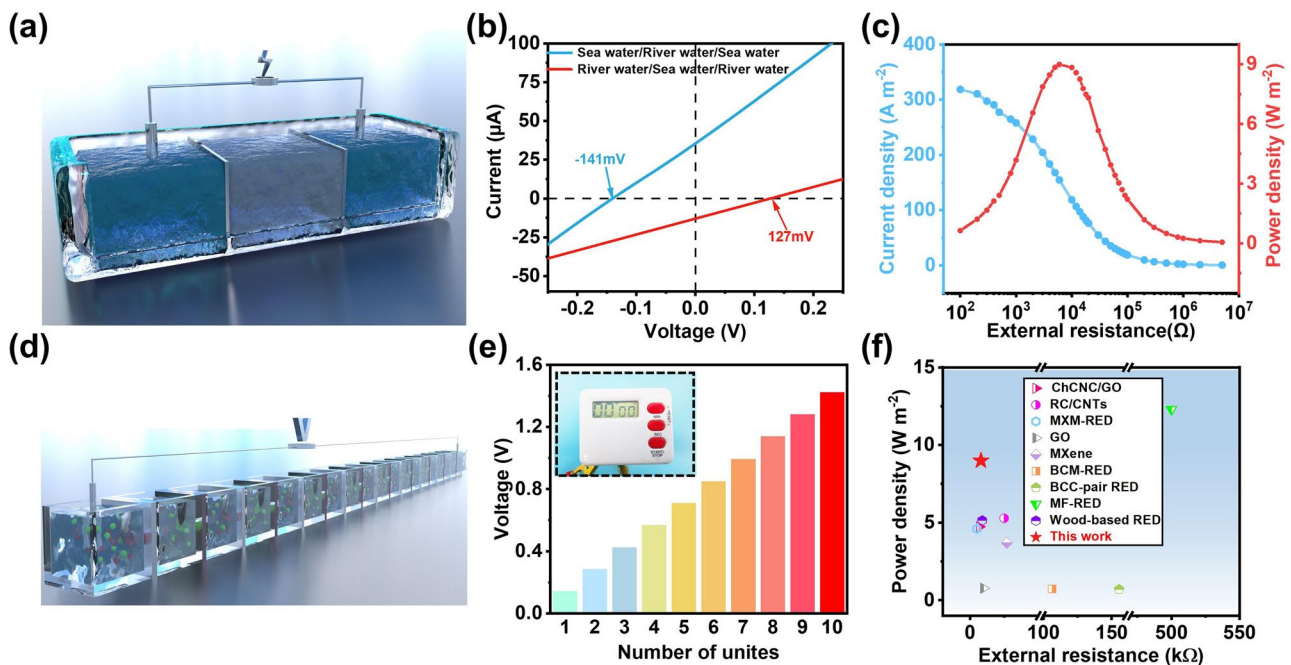 (a)
(b)
100
75
50
25
0
-25
-50
Current (μA)
Sea water/River water/Sea water
River water/Sea water/River water
-141mV
127mV
-0.2
-0.1
0.0
0.1
0.2
Voltage (V)
(c)
400
300
200
100
0
Current density (A m⁻²)
9
6
3
0
Power density (W m⁻²)
10²
10³
10⁴
10⁵
10⁶
10⁷
External resistance(Ω)
(d)
V
(e)
1.6
1.2
0.8
0.4
0.0
Voltage (V)
00 00
START/
STOP
1
2
3
4
5
6
7
8
9
10
Number of unites
(f)
15
10
5
0
Power density (W m⁻²)
ChCNC/GO
RC/CNTs
MXM-RED
GO
MXene
BCM-RED
BCC-pair RED
MF-RED
Wood-based RED
This work
0
100
150
500
550
External resistance (kΩ)